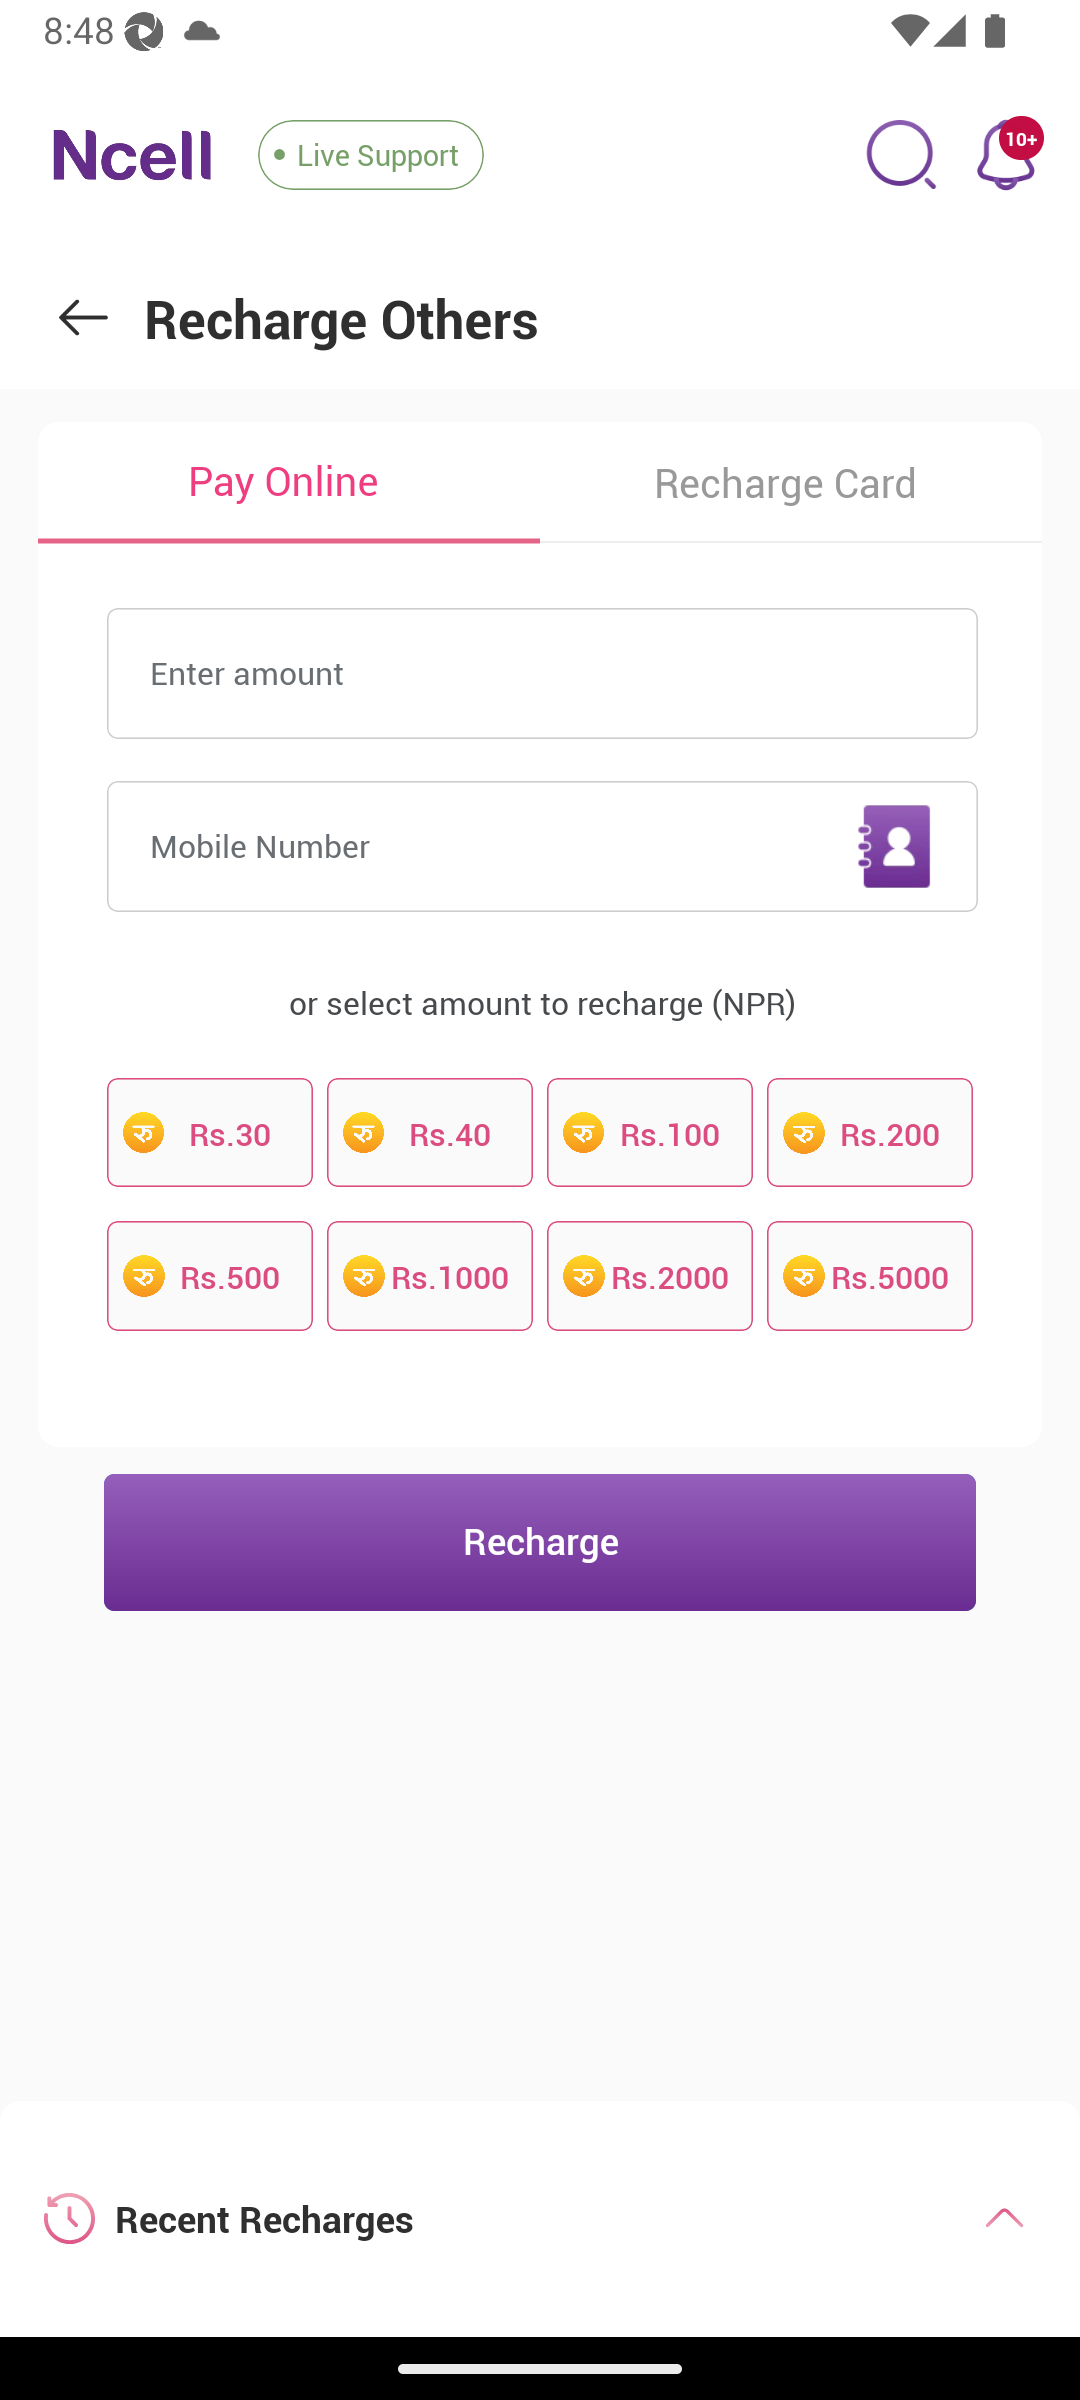 8:48
Ncell
Live Support
10+
Recharge Others
Pay Online
Recharge Card
Enter amount
Mobile Number
or select amount to recharge (NPR)
रु Rs.30
रु Rs.40
रु Rs.100
रु Rs.200
रु Rs.500
रु Rs.1000
रु Rs.2000
रु Rs.5000
Recharge
Recent Recharges